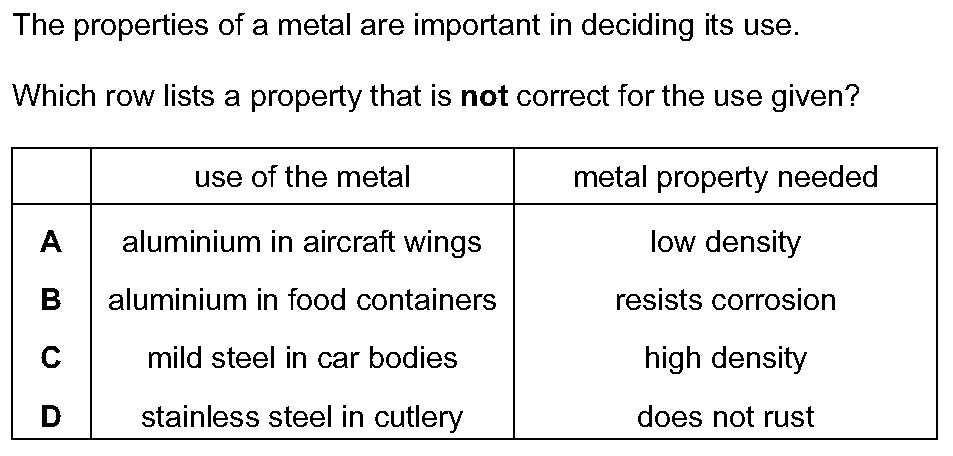 The properties of a metal are important in deciding its use.
Which row lists a property that is not correct for the use given?
use of the metal metal property needed
A aluminium in aircraft wings low density
B aluminium in food containers resists corrosion
C mild steel in car bodies high density
D stainless steel in cutlery does not rust